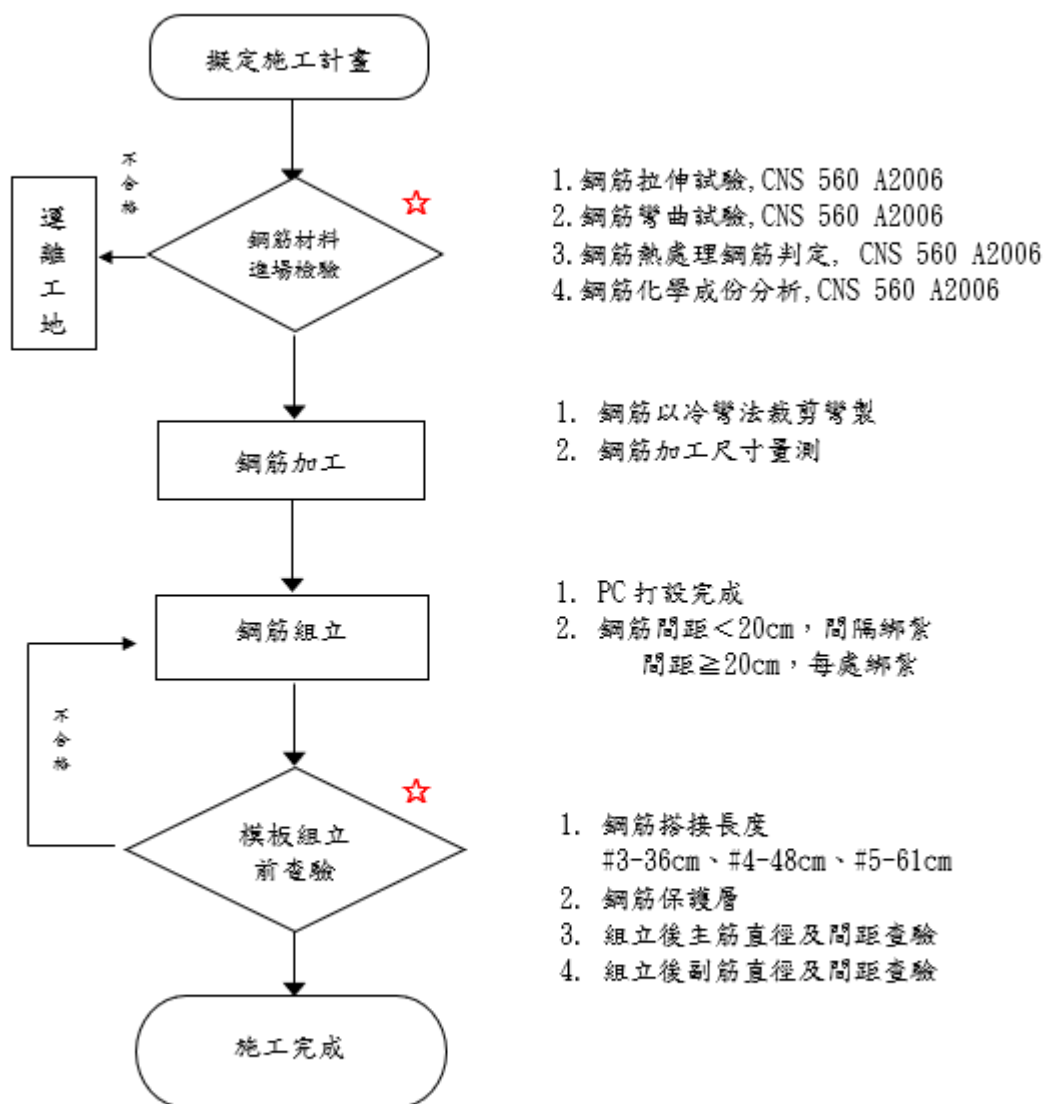 擬定施工計畫
不合格
運離工地
鋼筋材料
進場檢驗
1.鋼筋拉伸試驗,CNS 560 A2006
2.鋼筋彎曲試驗,CNS 560 A2006
3.鋼筋熱處理鋼筋判定, CNS 560 A2006
4.鋼筋化學成份分析,CNS 560 A2006
鋼筋加工
1. 鋼筋以冷彎法裁剪彎製
2. 鋼筋加工尺寸量測
鋼筋組立
1. PC打設完成
2. 鋼筋間距＜20cm，間隔綁紮
間距≧20cm，每處綁紮
不合格
模板組立
前查驗
1. 鋼筋搭接長度
#3-36cm、#4-48cm、#5-61cm
2. 鋼筋保護層
3. 組立後主筋直徑及間距查驗
4. 組立後副筋直徑及間距查驗
施工完成